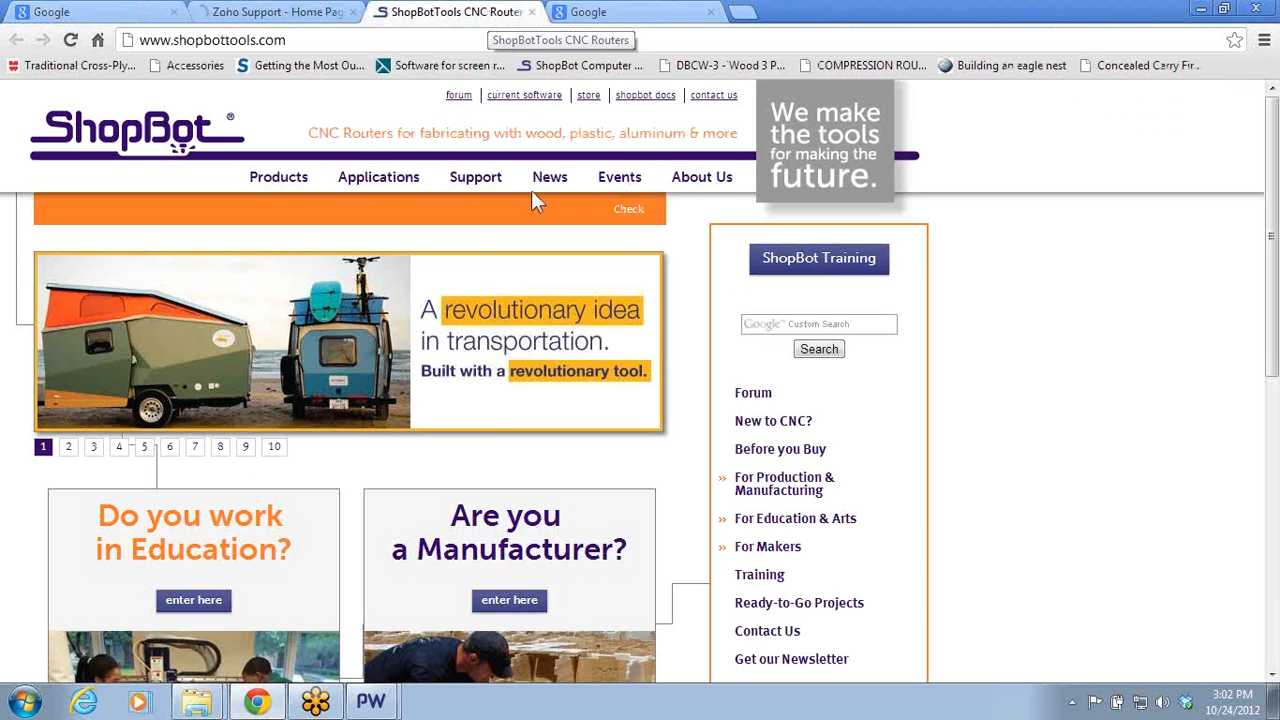 Google
Zoho Support - Home Pag
ShopBotTools CNC Router
Google
www.shopbottools.com
ShopBotTools CNC Routers
Traditional Cross-Ply...
Accessories
Getting the Most Ou...
Software for screen r...
ShopBot Computer ...
DBCW-3 - Wood 3 P...
COMPRESSION ROU...
Building an eagle nest
Concealed Carry Fir...
forum
current software
store
shopbot docs
contact us
ShopBot®
CNC Routers for fabricating with wood, plastic, aluminum & more
We make
the tools
for making the
future.
Products
Applications
Support
News
Events
About Us
Check
A revolutionary idea
in transportation.
Built with a revolutionary tool.
1 2 3 4 5 6 7 8 9 10
Do you work
in Education?
enter here
Are you
a Manufacturer?
enter here
ShopBot Training
Google™ Custom Search
Search
Forum
New to CNC?
Before you Buy
» For Production &
Manufacturing
» For Education & Arts
» For Makers
Training
Ready-to-Go Projects
Contact Us
Get our Newsletter
PW
3:02 PM
10/24/2012